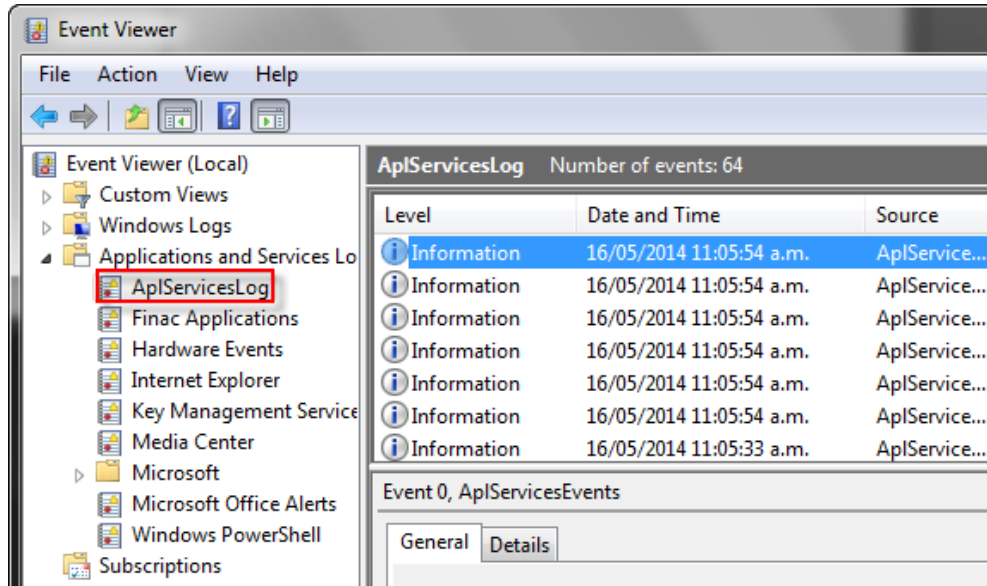 Event Viewer
File Action View Help
Event Viewer (Local)
Custom Views
Windows Logs
Applications and Services Lo
AplServicesLog
Finac Applications
Hardware Events
Internet Explorer
Key Management Service
Media Center
Microsoft
Microsoft Office Alerts
Windows PowerShell
Subscriptions
AplServicesLog Number of events: 64
Level Date and Time Source
Information 16/05/2014 11:05:54 a.m. AplService...
Information 16/05/2014 11:05:54 a.m. AplService...
Information 16/05/2014 11:05:54 a.m. AplService...
Information 16/05/2014 11:05:54 a.m. AplService...
Information 16/05/2014 11:05:54 a.m. AplService...
Information 16/05/2014 11:05:54 a.m. AplService...
Information 16/05/2014 11:05:33 a.m. AplService...
Event 0, AplServicesEvents
General Details